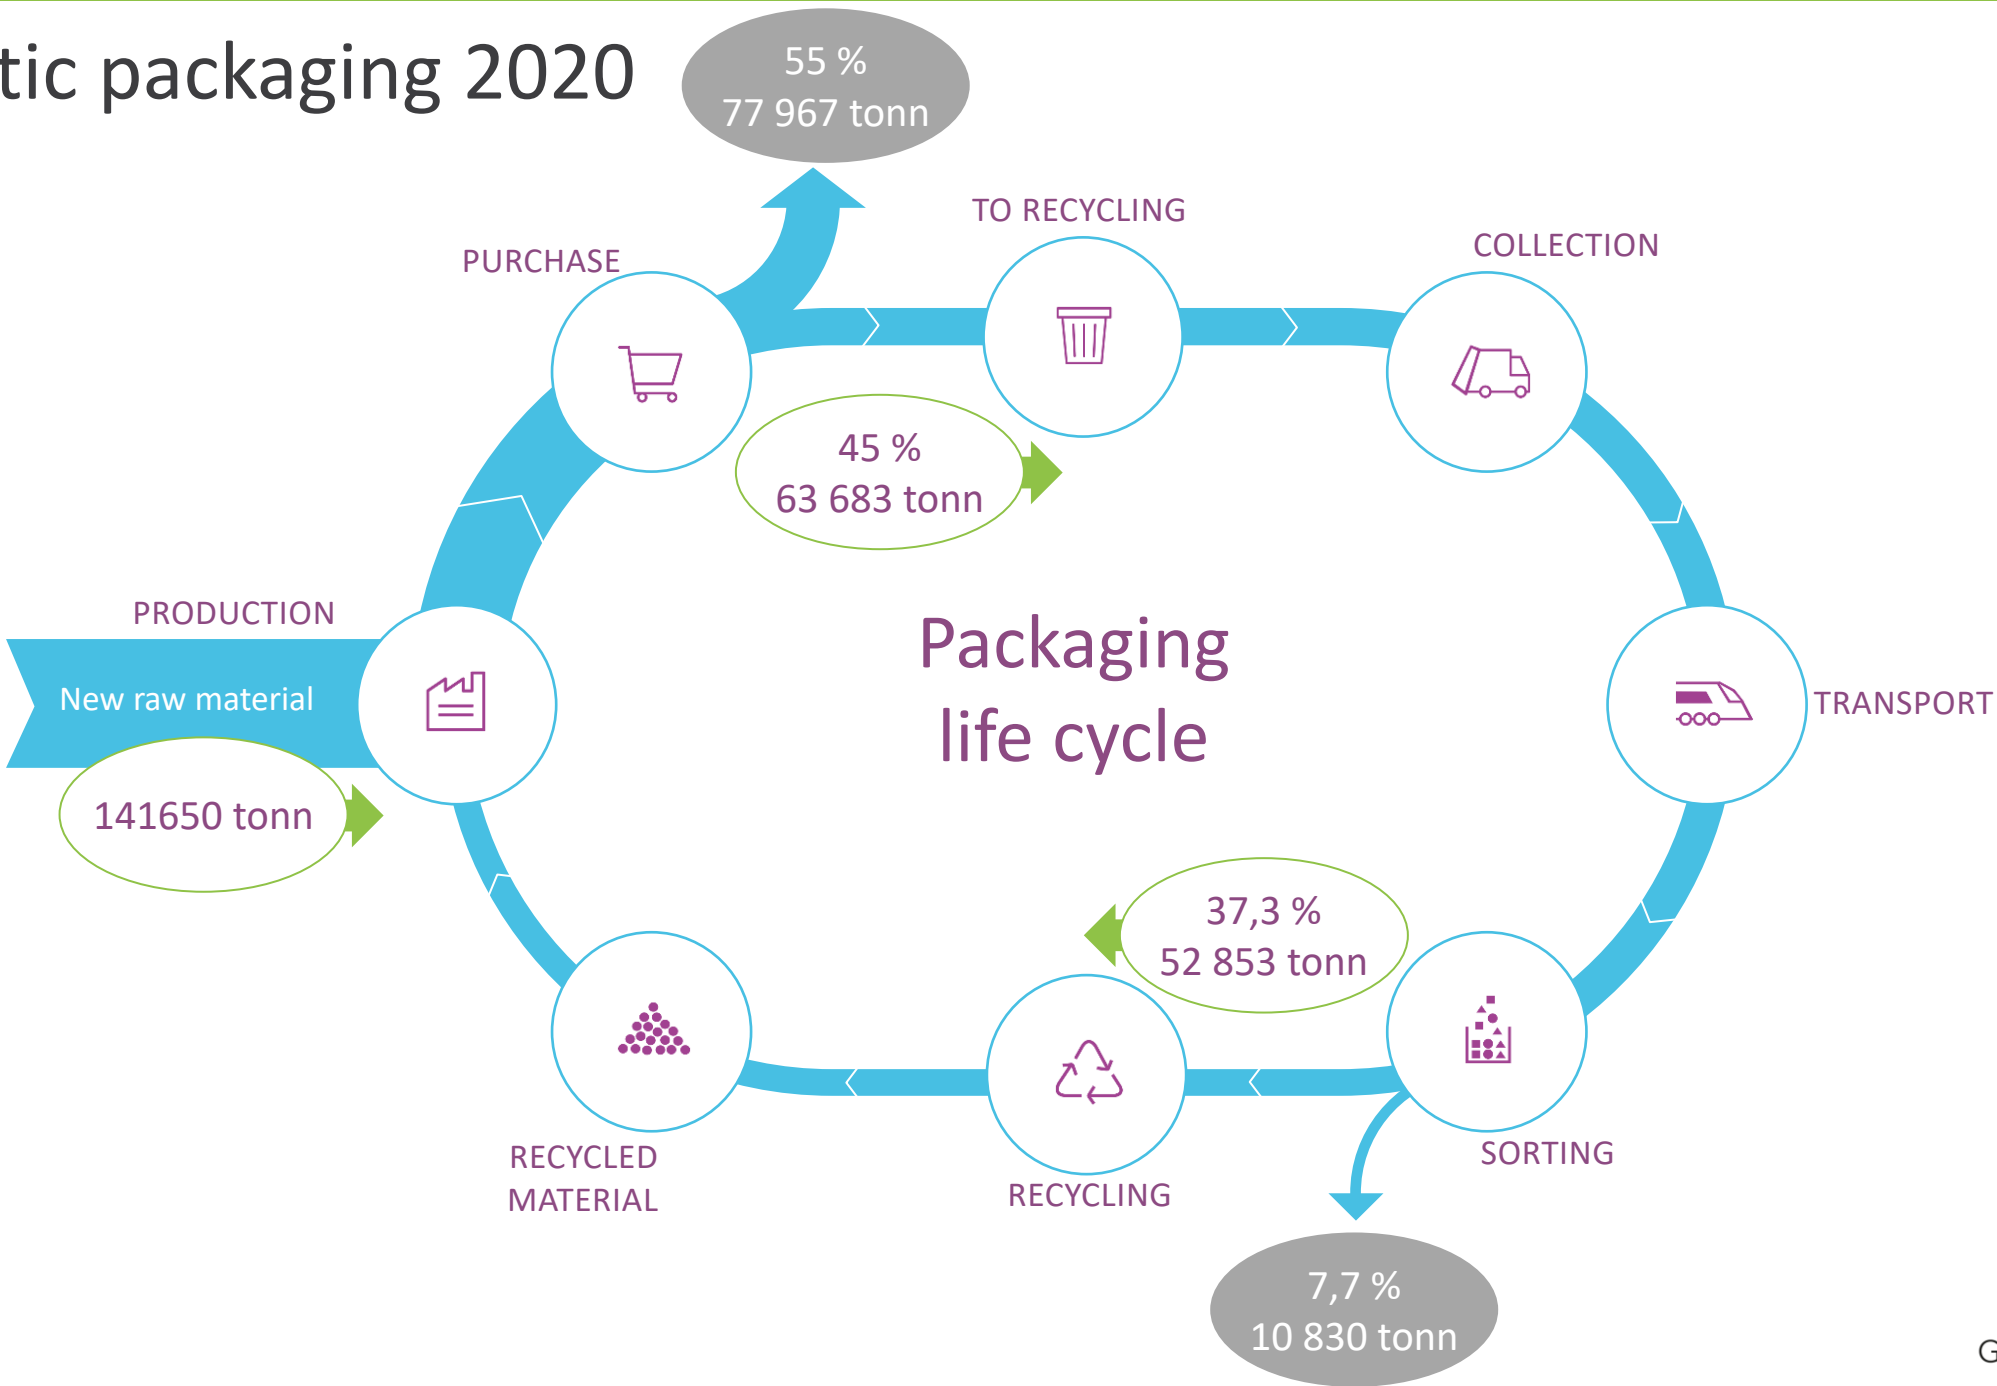 tic packaging 2020
55 %
77 967 tonn
TO RECYCLING
COLLECTION
PURCHASE
45 %
63 683 tonn
PRODUCTION
New raw material
141650 tonn
Packaging
life cycle
TRANSPORT
37,3 %
52 853 tonn
RECYCLED
MATERIAL
RECYCLING
SORTING
7,7 %
10 830 tonn
G